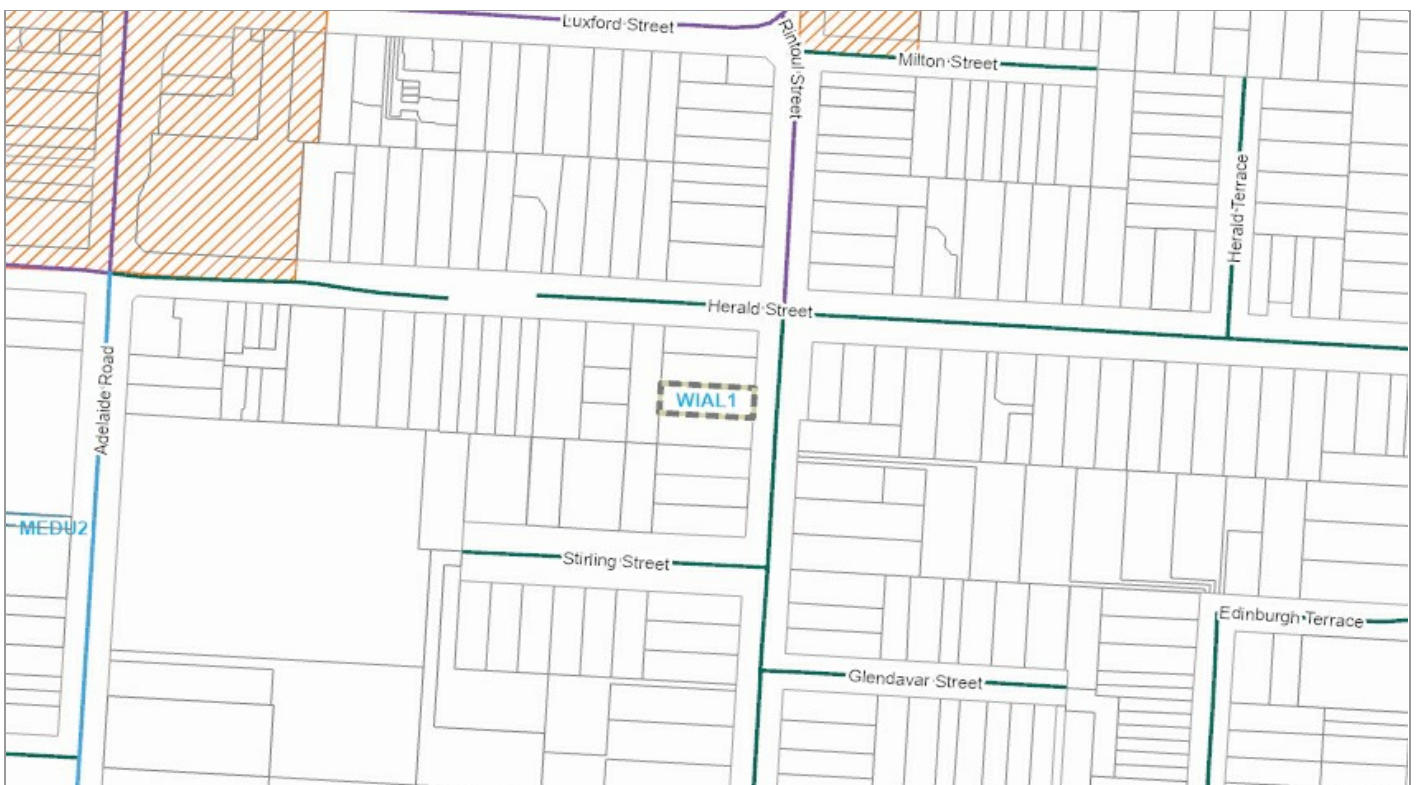 Luxford Street
Rintoul Street
Milton Street
Herald Terrace
Herald Street
Adelaide Road
WIAL1
MEDU2
Stirling Street
Edinburgh Terrace
Glendavar Street